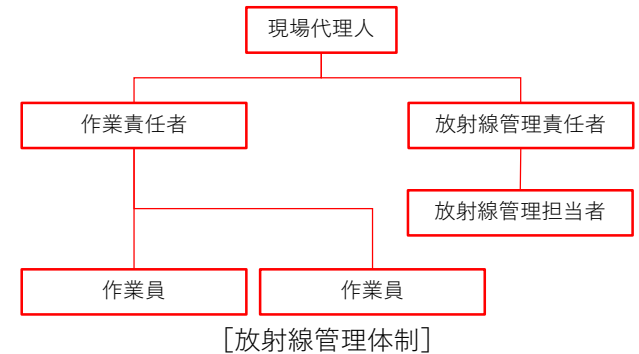 現場代理人
作業責任者
放射線管理責任者
放射線管理担当者
作業員
作業員
[放射線管理体制]